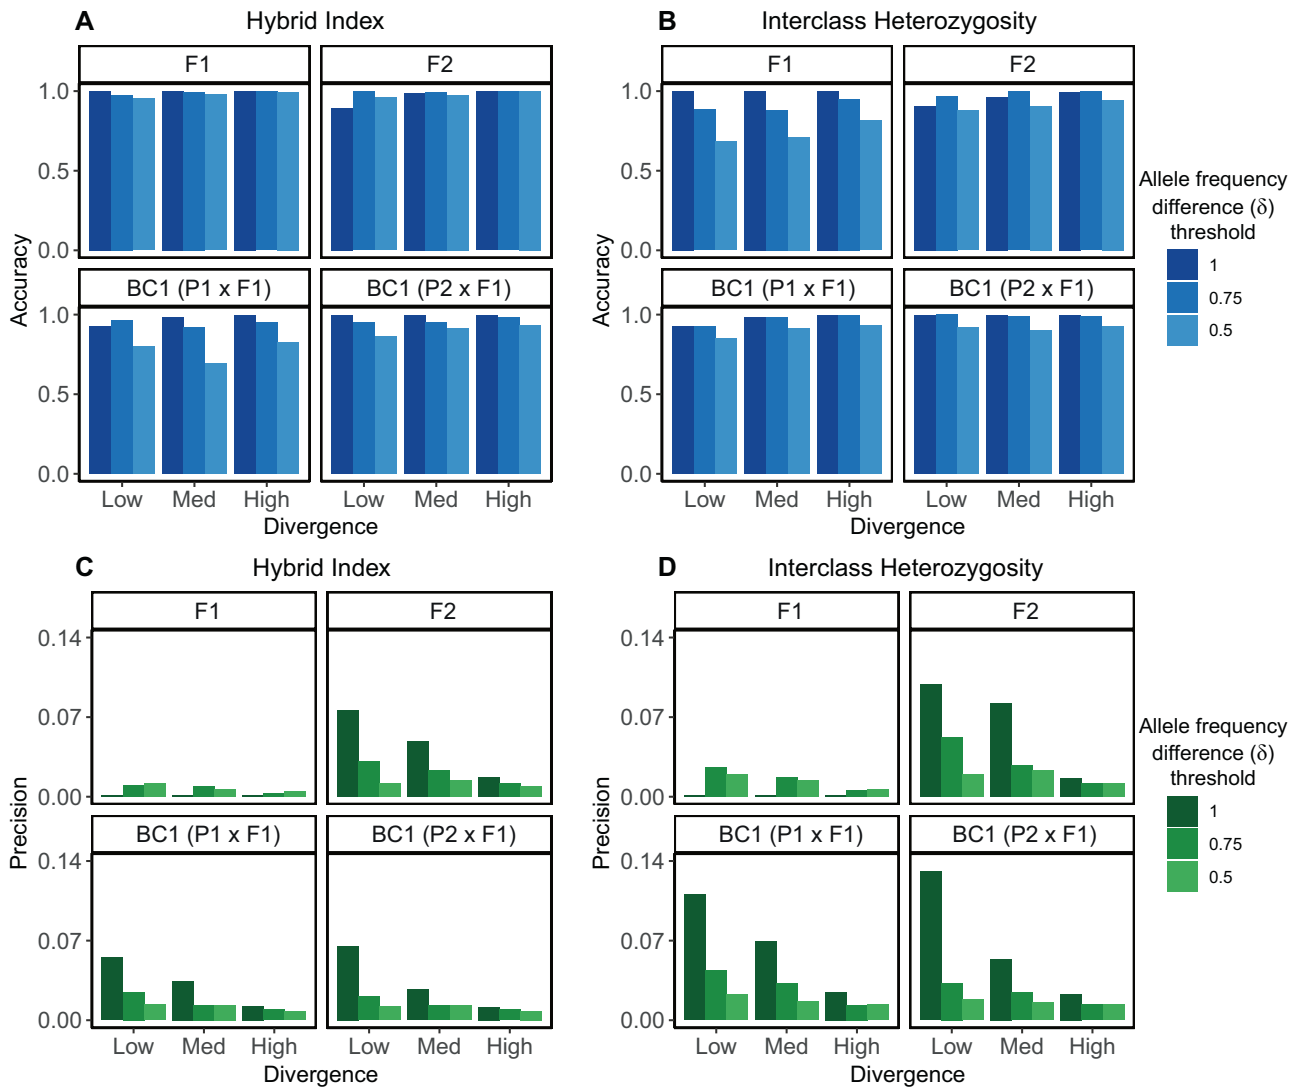 A Hybrid Index
F1 F2
1.0
0.5
0.0
BC1 (P1 x F1) BC1 (P2 x F1)
1.0
0.5
0.0
Accuracy
Low Med High Low Med High
Divergence
B Interclass Heterozygosity
F1 F2
1.0
0.5
0.0
BC1 (P1 x F1) BC1 (P2 x F1)
1.0
0.5
0.0
Accuracy
Low Med High Low Med High
Divergence
Allele frequency
difference (δ)
threshold
1
0.75
0.5
C Hybrid Index
F1 F2
0.14
0.07
0.00
BC1 (P1 x F1) BC1 (P2 x F1)
0.14
0.07
0.00
Precision
Low Med High Low Med High
Divergence
D Interclass Heterozygosity
F1 F2
0.14
0.07
0.00
BC1 (P1 x F1) BC1 (P2 x F1)
0.14
0.07
0.00
Precision
Low Med High Low Med High
Divergence
Allele frequency
difference (δ)
threshold
1
0.75
0.5